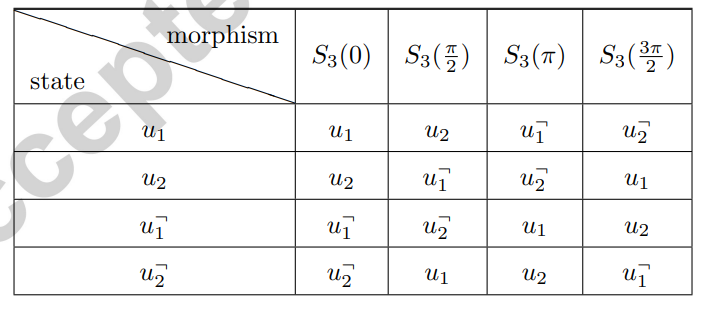 morphism
state
S₃(0) S₃(π/2) S₃(π) S₃(3π/2)
u₁ u₁ u₂ u₁¬ u₂¬
u₂ u₂ u₁¬ u₂¬ u₁
u₁¬ u₁¬ u₂¬ u₁ u₂
u₂¬ u₂¬ u₁ u₂ u₁¬
ccepte